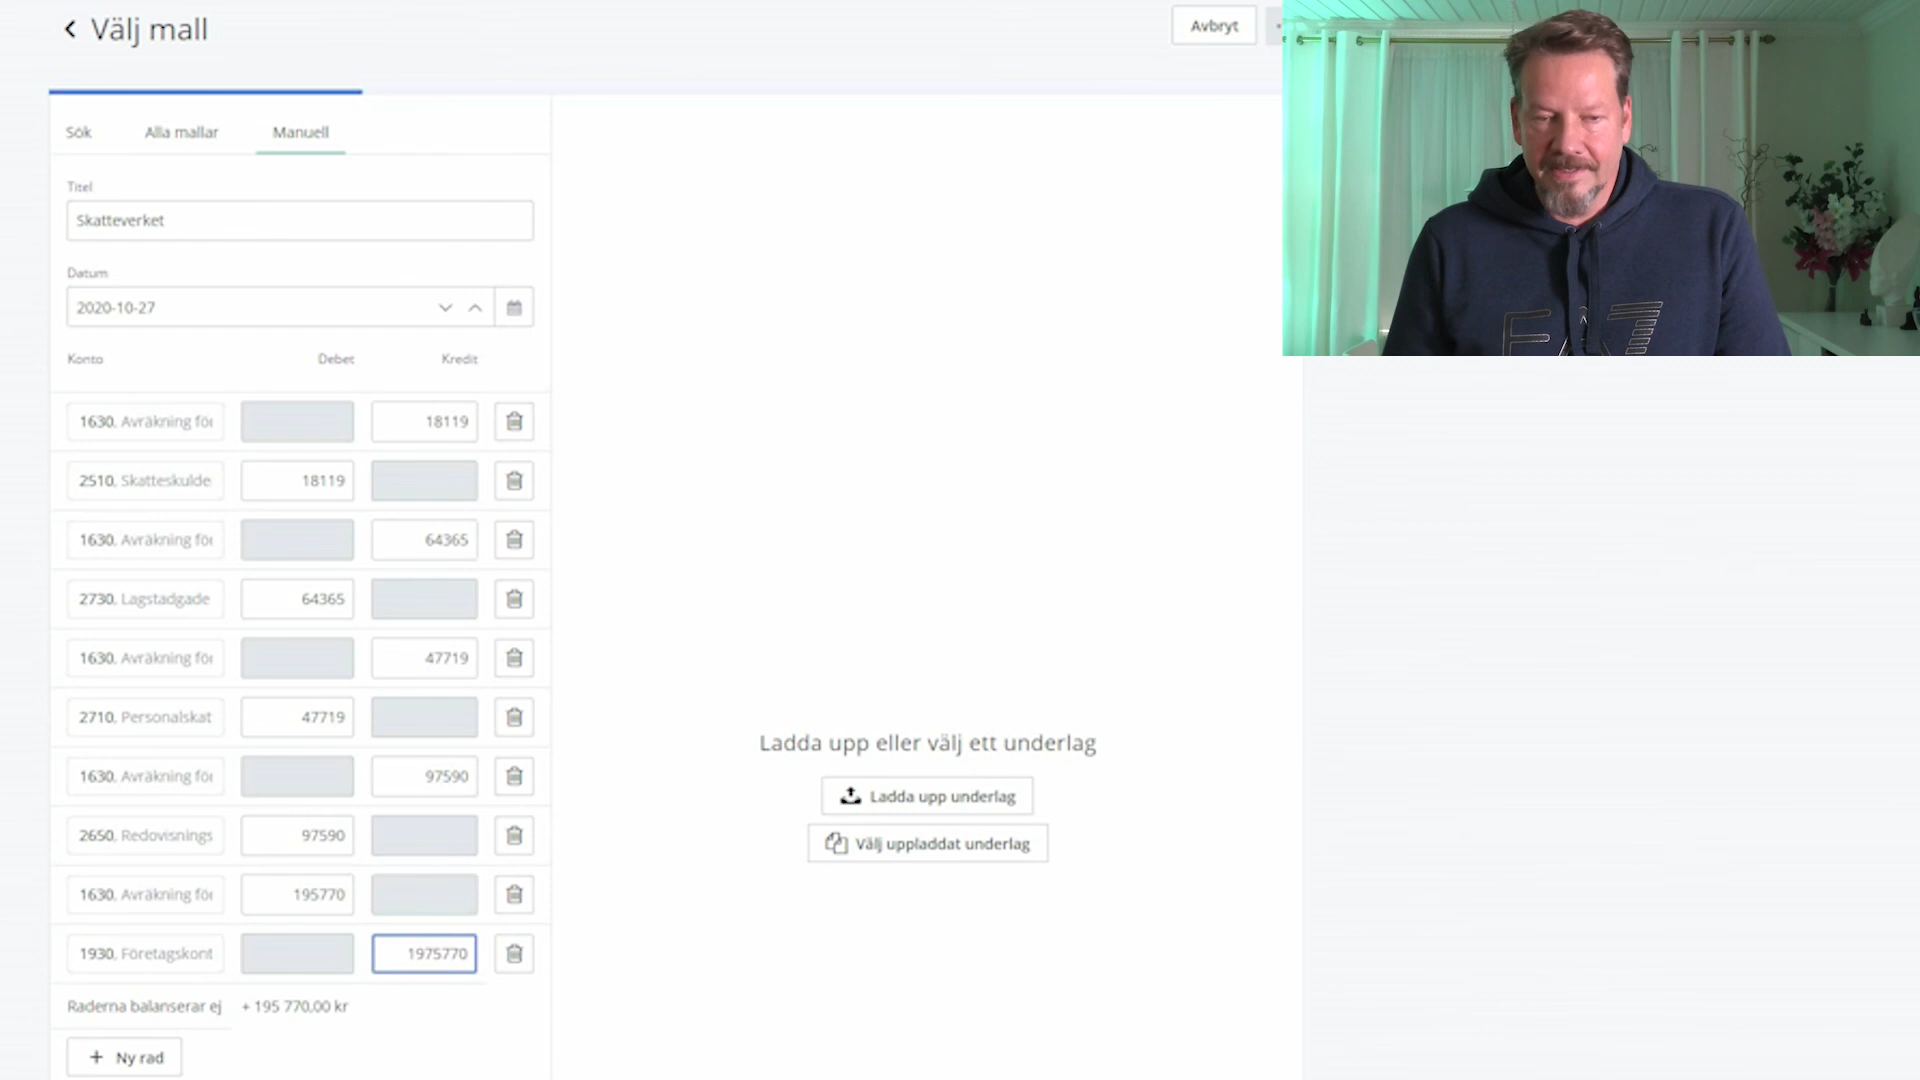 Välj mall
Avbryt
Sök
Alla mallar
Manuell
Titel
Skatteverket
Datum
2020-10-27
Konto
Debet
Kredit
1630, Avräkning för
18119
2510, Skatteskulde
18119
1630, Avräkning för
64365
2730, Lagstadgade
64365
1630, Avräkning för
47719
2710, Personalskat
47719
1630, Avräkning för
97590
2650, Redovisnings
97590
1630, Avräkning för
195770
1930, Företagskont
1975770
Raderna balanserar ej
+ 195 770,00 kr
+ Ny rad
Ladda upp eller välj ett underlag
Ladda upp underlag
Välj uppladdat underlag
EA7